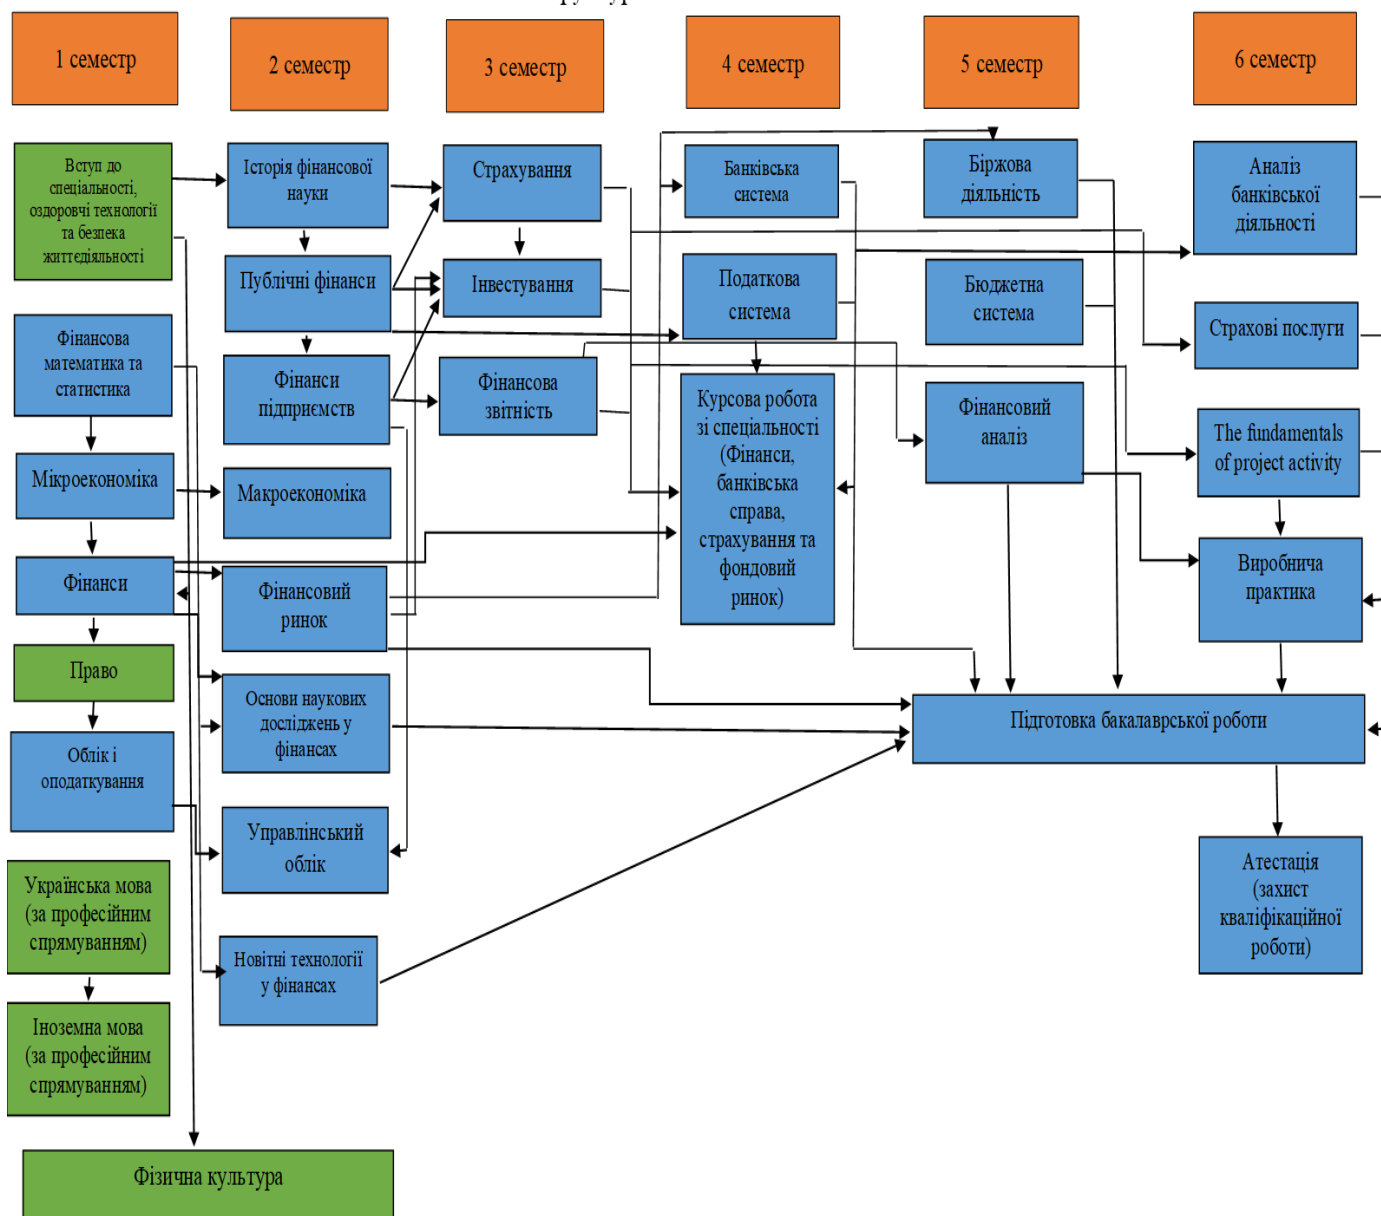 1 семестр
2 семестр
3 семестр
4 семестр
5 семестр
6 семестр
Вступ до
спеціальності,
оздоровчі технології
та безпека
життєдіяльності
Фінансова
математика та
статистика
Мікроекономіка
Фінанси
Право
Облік і
оподаткування
Українська мова
(за професійним
спрямуванням)
Іноземна мова
(за професійним
спрямуванням)
Фізична культура
Історія фінансової
науки
Публічні фінанси
Фінанси
підприємств
Макроекономіка
Фінансовий
ринок
Основи наукових
досліджень у
фінансах
Управлінський
облік
Новітні технології
у фінансах
Страхування
Інвестування
Фінансова
звітність
Банківська
система
Податкова
система
Курсова робота
зі спеціальності
(Фінанси,
банківська
справа,
страхування та
фондовий
ринок)
Біржова
діяльність
Бюджетна
система
Фінансовий
аналіз
Аналіз
банківської
діяльності
Страхові послуги
The fundamentals
of project activity
Виробнича
практика
Підготовка бакалаврської роботи
Атестація
(захист
кваліфікаційної
роботи)